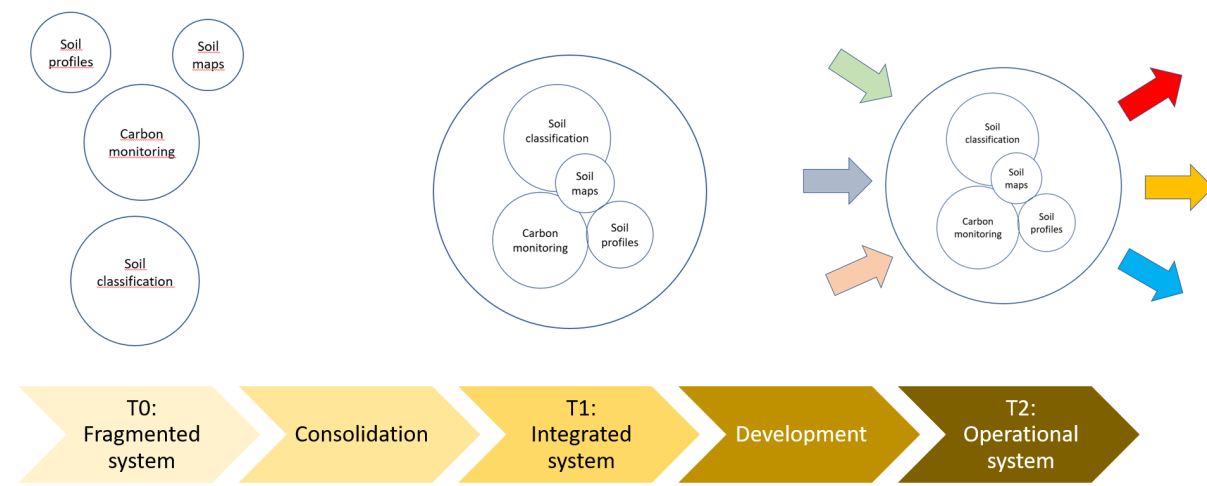 Soil
profiles
Soil
maps
Carbon
monitoring
Soil
classification
Soil
classification
Soil
maps
Carbon
monitoring
Soil
profiles
Soil
classification
Soil
maps
Carbon
monitoring
Soil
profiles
T0:
Fragmented
system
Consolidation
T1:
Integrated
system
Development
T2:
Operational
system